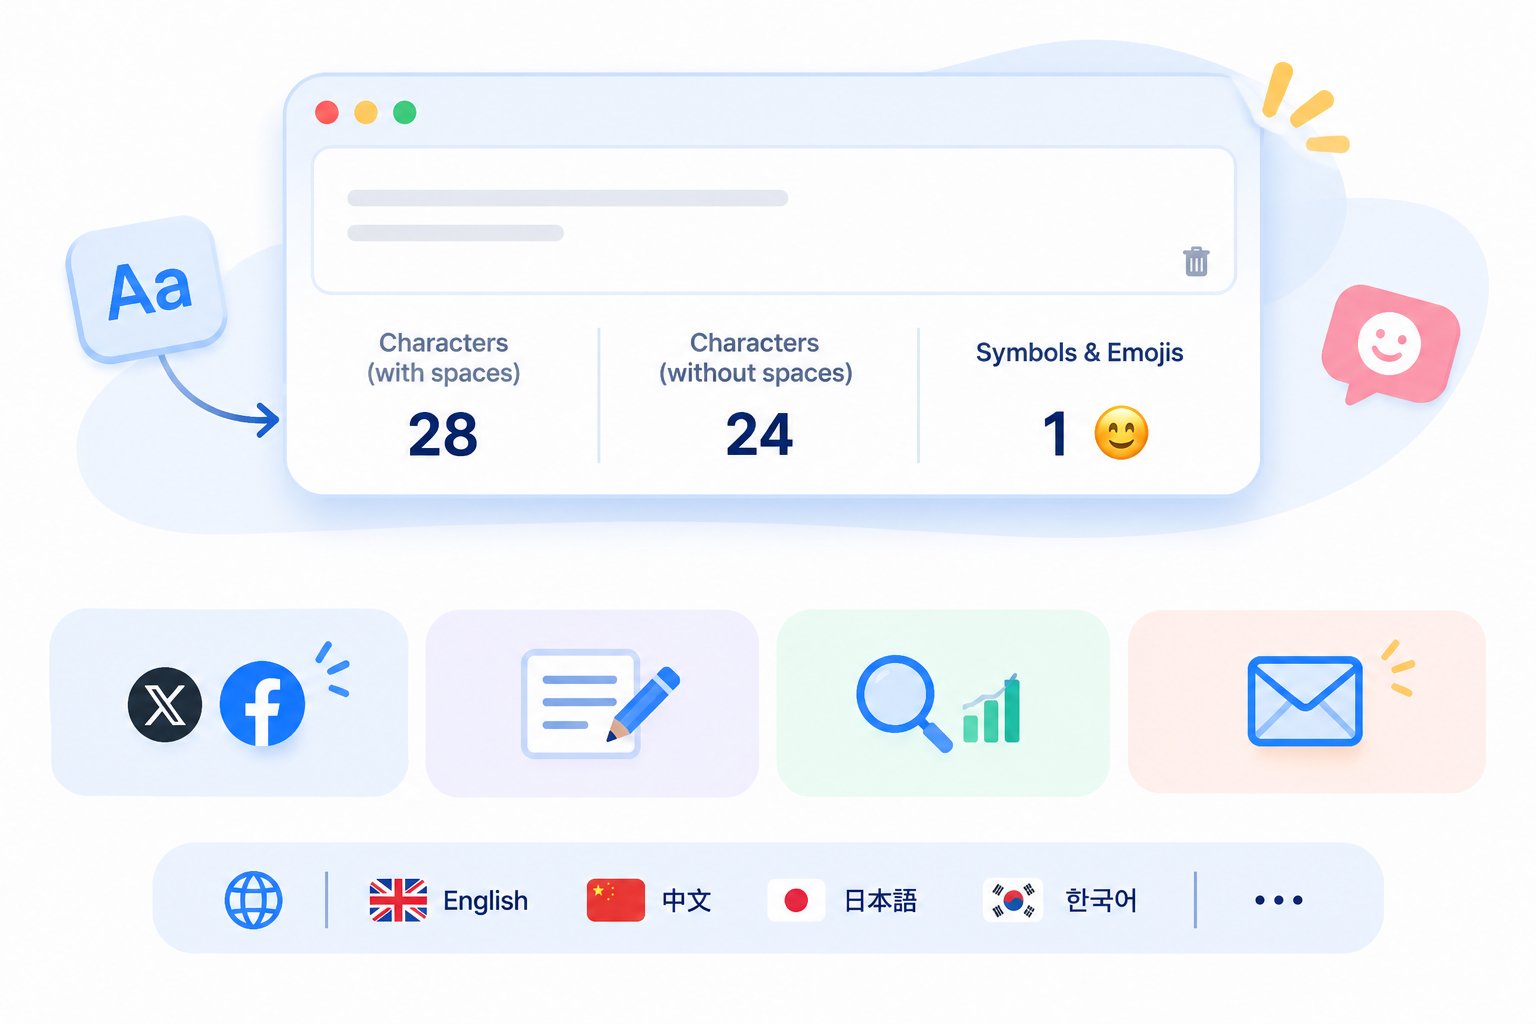 Aa
Characters
(with spaces)
28
Characters
(without spaces)
24
Symbols & Emojis
1 😊
X f
English 中文 日本語 한국어 •••